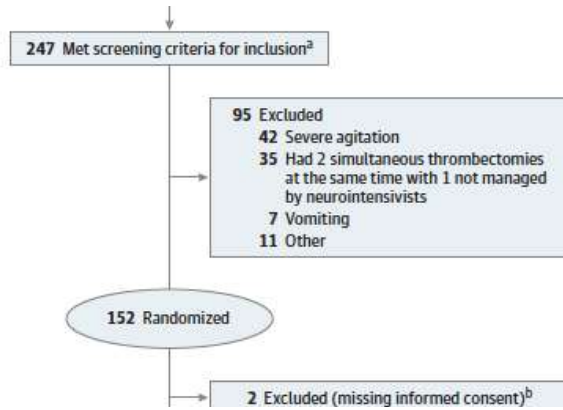 247 Met screening criteria for inclusionᵃ
95 Excluded
42 Severe agitation
35 Had 2 simultaneous thrombectomies
at the same time with 1 not managed
by neurointensivists
7 Vomiting
11 Other
152 Randomized
2 Excluded (missing informed consent)ᵇ